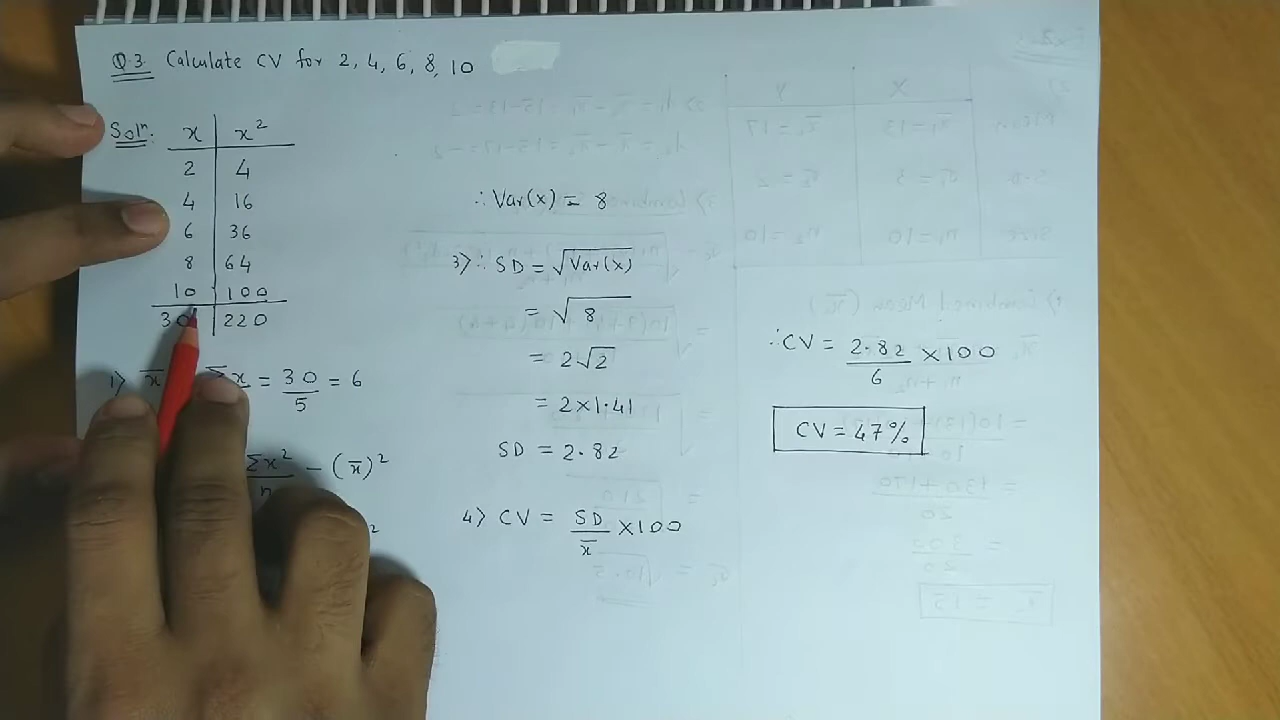 Q.3. Calculate CV for 2, 4, 6, 8, 10
Soln.
x x²
2 4
4 16
6 36
8 64
10 100
30 220
1> x̄ Σx = 30/5 = 6
Σx²/n − (x̄)²
²
∴ Var(x) = 8
3> ∴ SD = √Var(x)
= √8
= 2√2
= 2×1.41
SD = 2.82
4> CV = SD/x̄ ×100
∴ CV = 2.82/6 ×100
CV = 47%